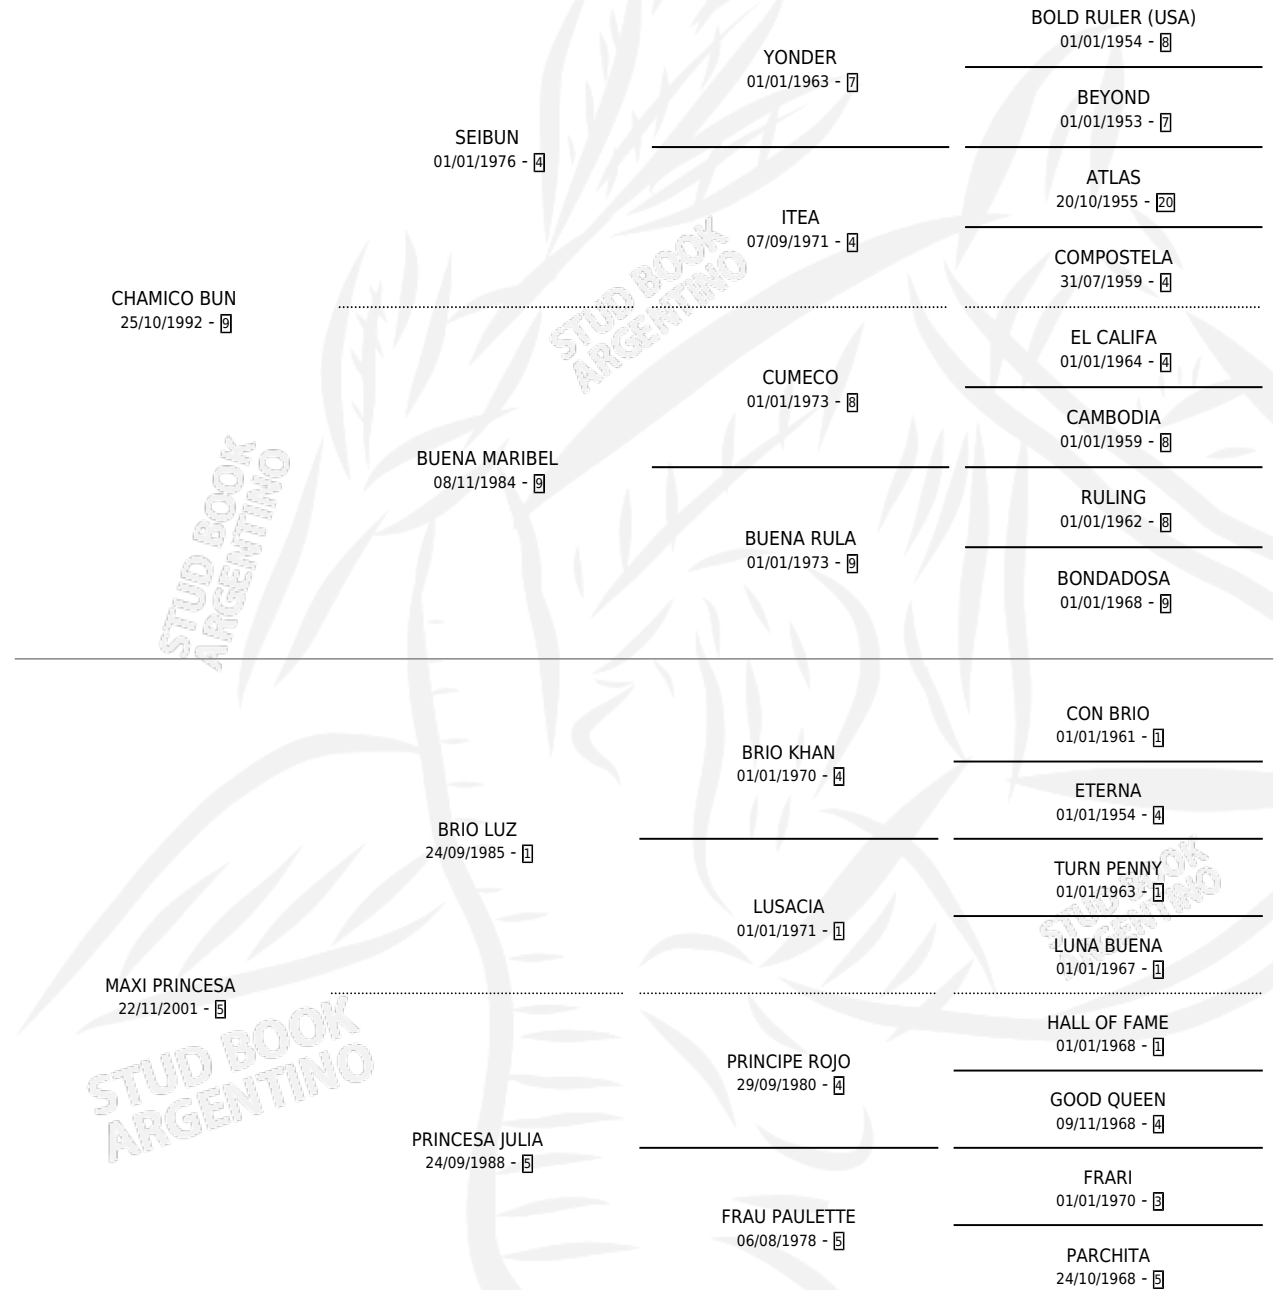 BOLD RULER (USA)
01/01/1954 - 8
YONDER
01/01/1963 - 7
BEYOND
01/01/1953 - 7
SEIBUN
01/01/1976 - 4
ATLAS
20/10/1955 - 20
ITEA
07/09/1971 - 4
COMPOSTELA
31/07/1959 - 4
CHAMICO BUN
25/10/1992 - 9
EL CALIFA
01/01/1964 - 4
CUMECO
01/01/1973 - 8
CAMBODIA
01/01/1959 - 8
BUENA MARIBEL
08/11/1984 - 9
RULING
01/01/1962 - 8
BUENA RULA
01/01/1973 - 9
BONDADOSA
01/01/1968 - 9
STUD BOOK
ARGENTINO
STUD BOOK
ARGENTINO
CON BRIO
01/01/1961 - 1
BRIO KHAN
01/01/1970 - 4
ETERNA
01/01/1954 - 4
BRIO LUZ
24/09/1985 - 1
TURN PENNY
01/01/1963 - 1
LUSACIA
01/01/1971 - 1
LUNA BUENA
01/01/1967 - 1
MAXI PRINCESA
22/11/2001 - 5
HALL OF FAME
01/01/1968 - 1
PRINCIPE ROJO
29/09/1980 - 4
GOOD QUEEN
09/11/1968 - 4
PRINCESA JULIA
24/09/1988 - 5
FRARI
01/01/1970 - 3
FRAU PAULETTE
06/08/1978 - 5
PARCHITA
24/10/1968 - 5
STUD BOOK
ARGENTINO
STUD BOOK
ARGENTINO